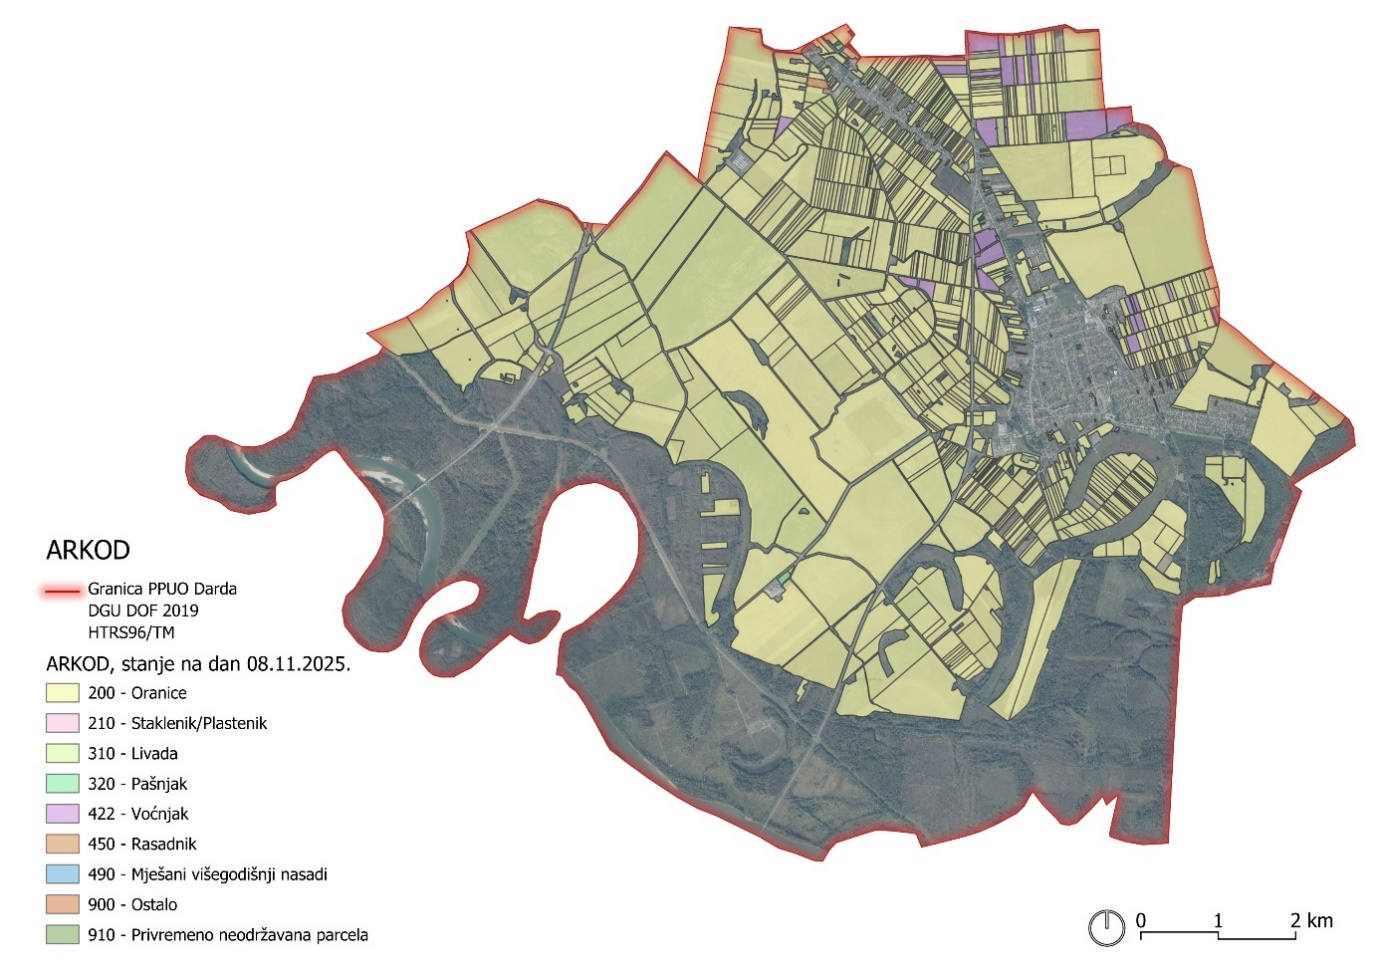 ARKOD
Granica PPUO Darda
DGU DOF 2019
HTRS96/TM
ARKOD, stanje na dan 08.11.2025.
200 - Oranice
210 - Staklenik/Plastenik
310 - Livada
320 - Pašnjak
422 - Voćnjak
450 - Rasadnik
490 - Mješani višegodišnji nasadi
900 - Ostalo
910 - Privremeno neodržavana parcela
0 1 2 km